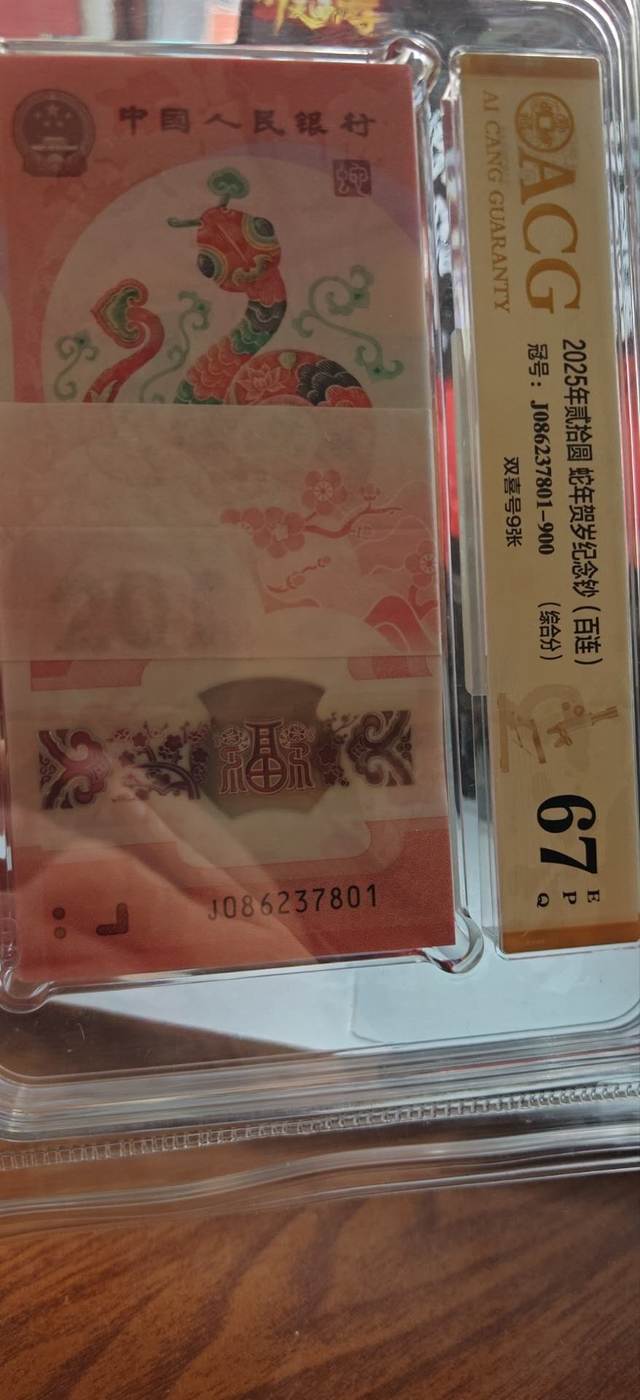 中国人民银行
J086237801
ACG
AI CANG GUARANTY
2025年贰拾圆 蛇年贺岁纪念钞（百连）
冠号：J086237801-900 （综合分）
双喜号9张
67
E
P
Q